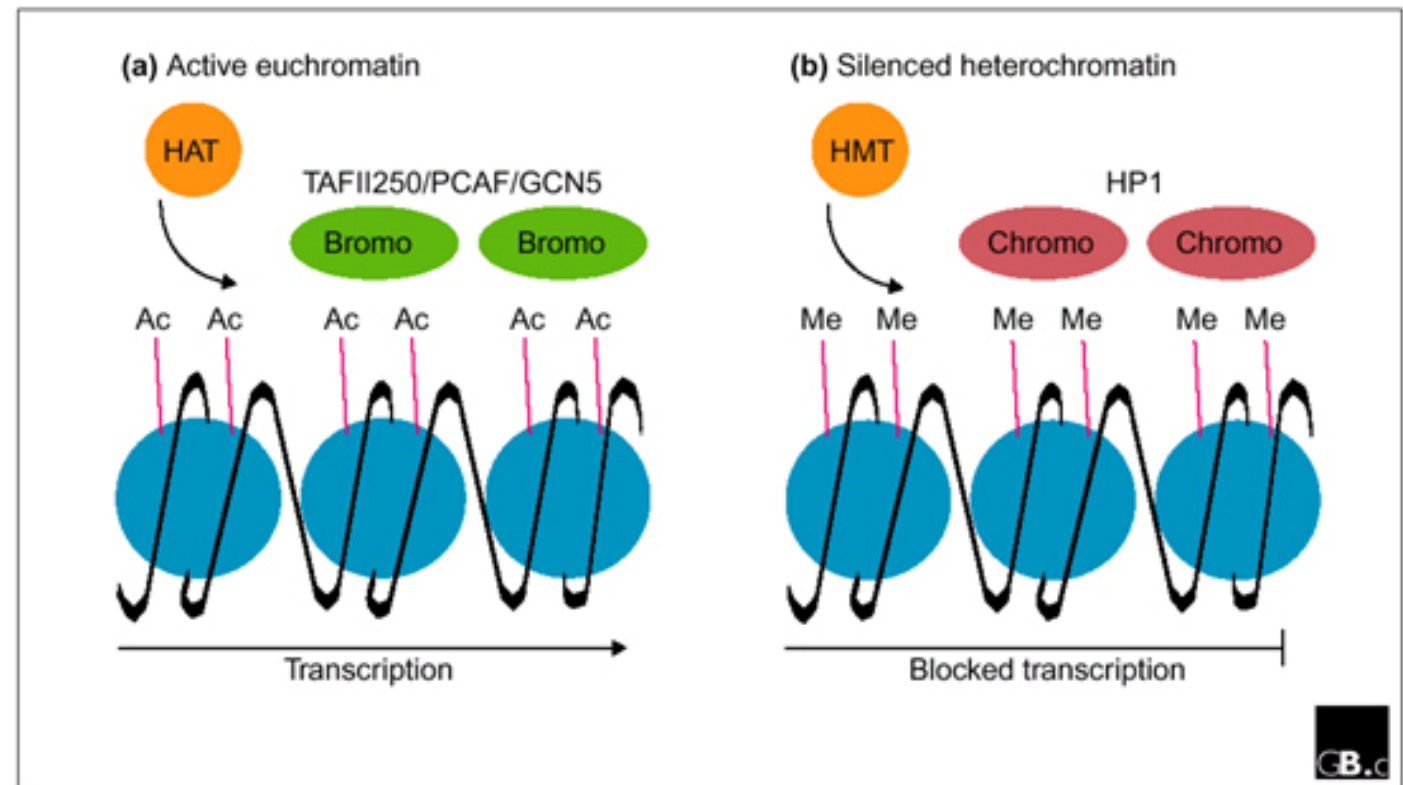 (a) Active euchromatin
HAT
TAFII250/PCAF/GCN5
Bromo Bromo
Ac Ac Ac Ac Ac Ac
Transcription
(b) Silenced heterochromatin
HMT
HP1
Chromo Chromo
Me Me Me Me Me Me
Blocked transcription
GB.c